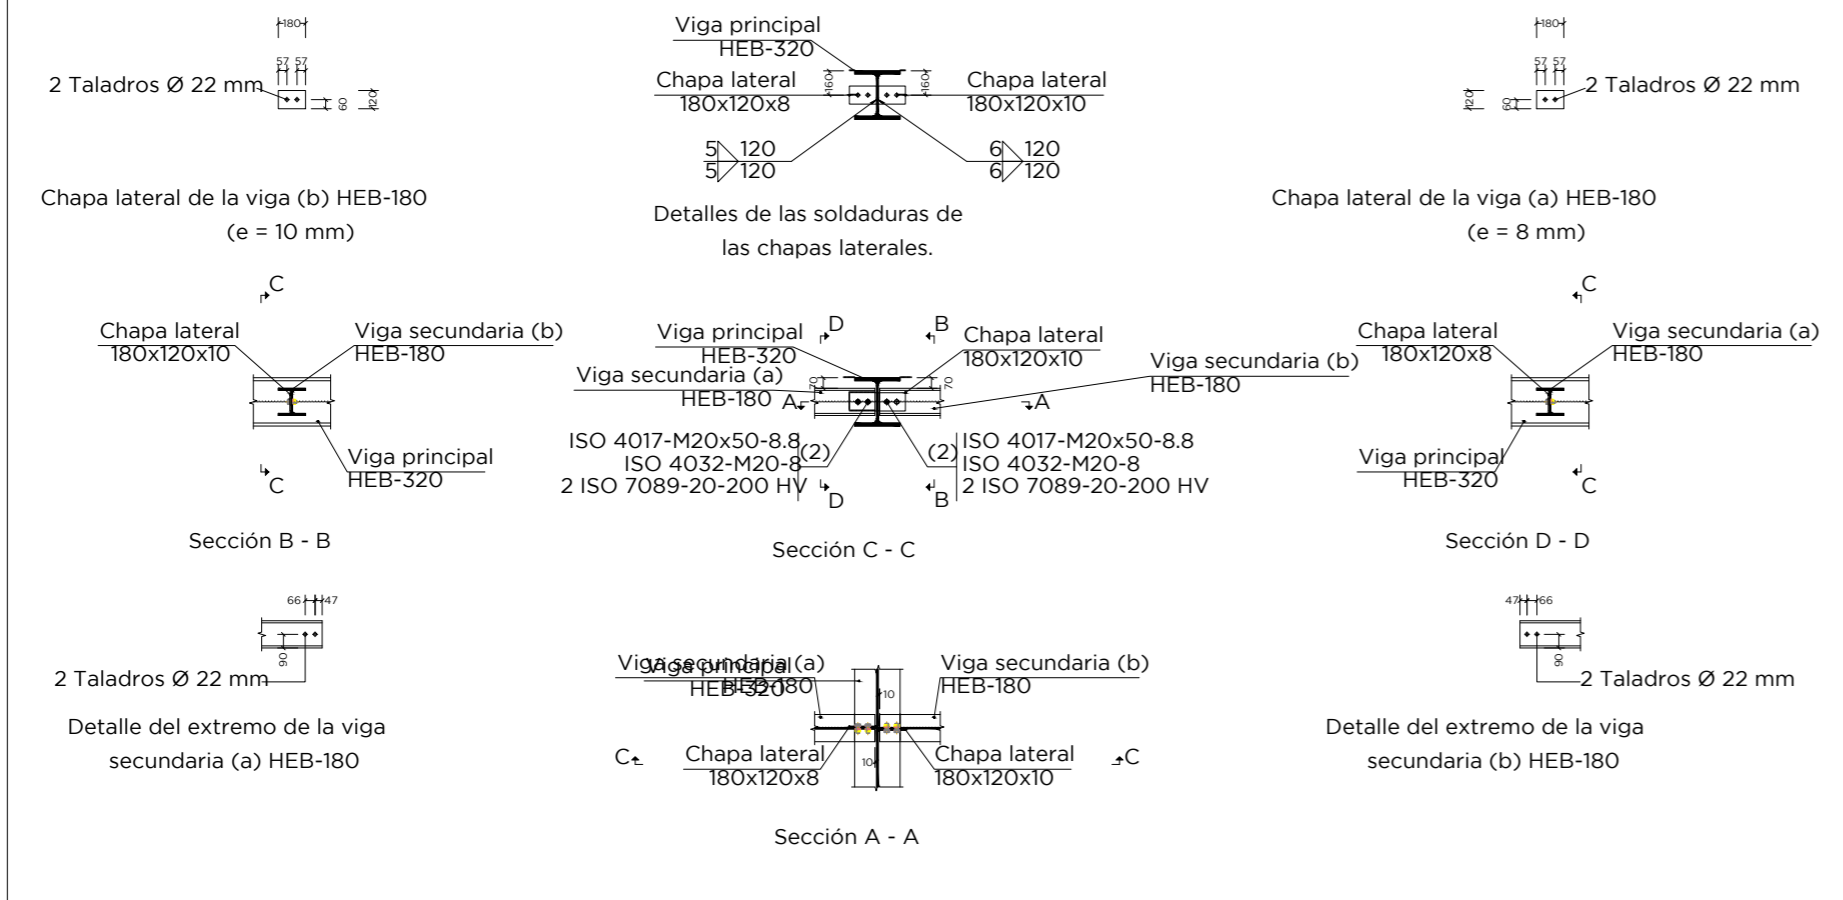 180
57 57
2 Taladros Ø 22 mm
60
120
Chapa lateral de la viga (b) HEB-180
(e = 10 mm)
Viga principal
HEB-320
160
160
Chapa lateral
180x120x8
Chapa lateral
180x120x10
5 120
5 120
6 120
6 120
Detalles de las soldaduras de
las chapas laterales.
180
57 57
2 Taladros Ø 22 mm
120
60
Chapa lateral de la viga (a) HEB-180
(e = 8 mm)
C
Chapa lateral
180x120x10
Viga secundaria (b)
HEB-180
Viga principal
HEB-320
C
Sección B - B
D
B
Viga principal
HEB-320
Chapa lateral
180x120x10
70
70
Viga secundaria (a)
HEB-180
Viga secundaria (b)
HEB-180
A
A
ISO 4017-M20x50-8.8
ISO 4032-M20-8
2 ISO 7089-20-200 HV
(2)
(2)
ISO 4017-M20x50-8.8
ISO 4032-M20-8
2 ISO 7089-20-200 HV
D
B
Sección C - C
C
Chapa lateral
180x120x8
Viga secundaria (a)
HEB-180
Viga principal
HEB-320
C
Sección D - D
66 47
90
2 Taladros Ø 22 mm
Detalle del extremo de la viga
secundaria (a) HEB-180
Viga secundaria (a)
HEB-180
Viga principal
HEB-320
Viga secundaria (b)
HEB-180
10
10
C
C
Chapa lateral
180x120x8
Chapa lateral
180x120x10
Sección A - A
47 66
90
2 Taladros Ø 22 mm
Detalle del extremo de la viga
secundaria (b) HEB-180